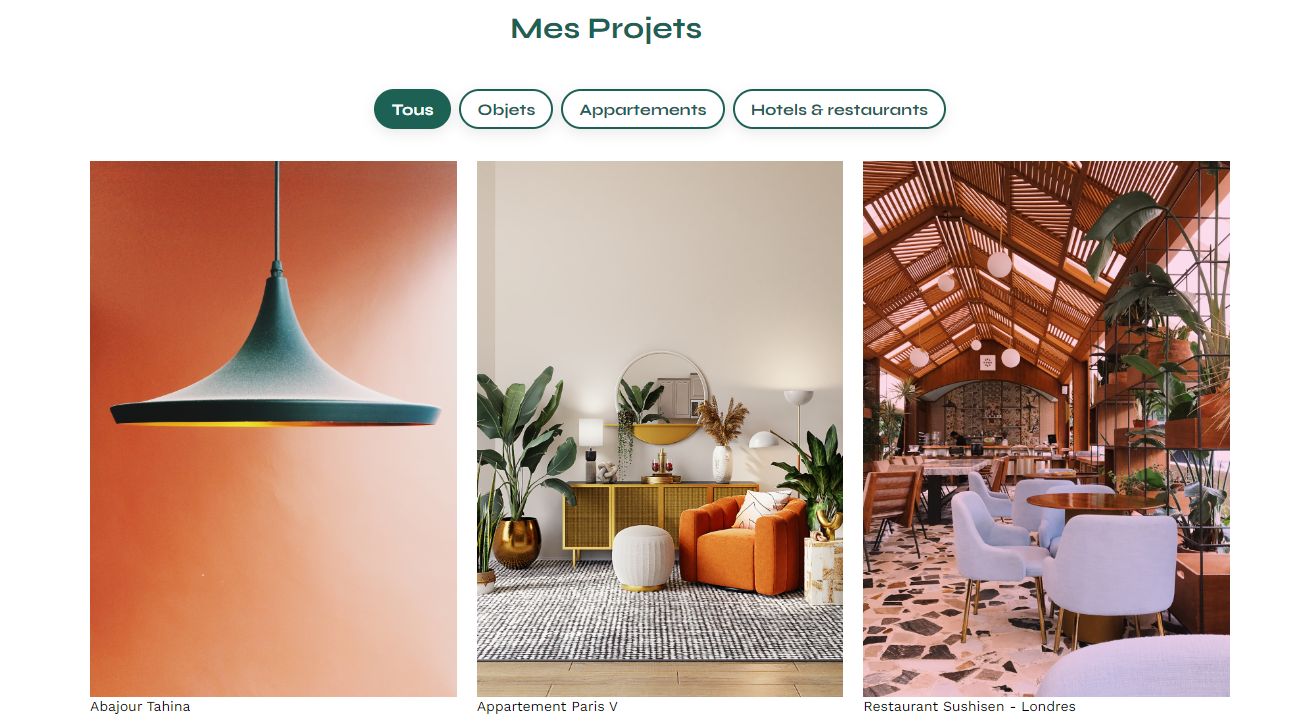 Mes Projets
Tous
Objets
Appartements
Hotels & restaurants
Abajour Tahina
Appartement Paris V
Restaurant Sushisen - Londres